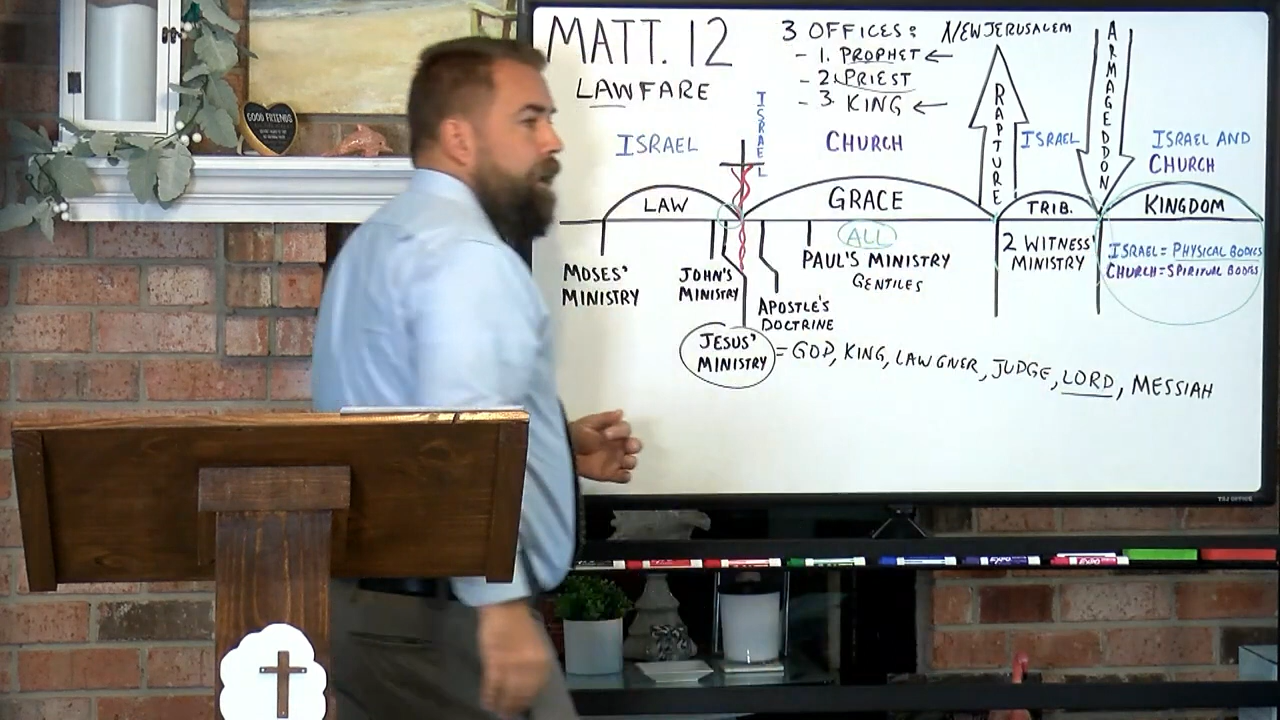 MATT. 12
LAWFARE
3 OFFICES:
- 1. PROPHET ←
- 2. PRIEST
- 3. KING ←
NEW JERUSALEM
ARMAGEDDON
RAPTURE
ISRAEL
ISRAEL
CHURCH
ISRAEL
ISRAEL AND
CHURCH
LAW
GRACE
TRIB.
KINGDOM
MOSES'
MINISTRY
JOHN'S
MINISTRY
APOSTLE'S
DOCTRINE
ALL
PAUL'S MINISTRY
GENTILES
2 WITNESS'
MINISTRY
ISRAEL = PHYSICAL BODIES
CHURCH = SPIRITUAL BODIES
JESUS'
MINISTRY
= GOD, KING, LAWGIVER, JUDGE, LORD, MESSIAH
GOOD FRIENDS
EXPO
EXPO